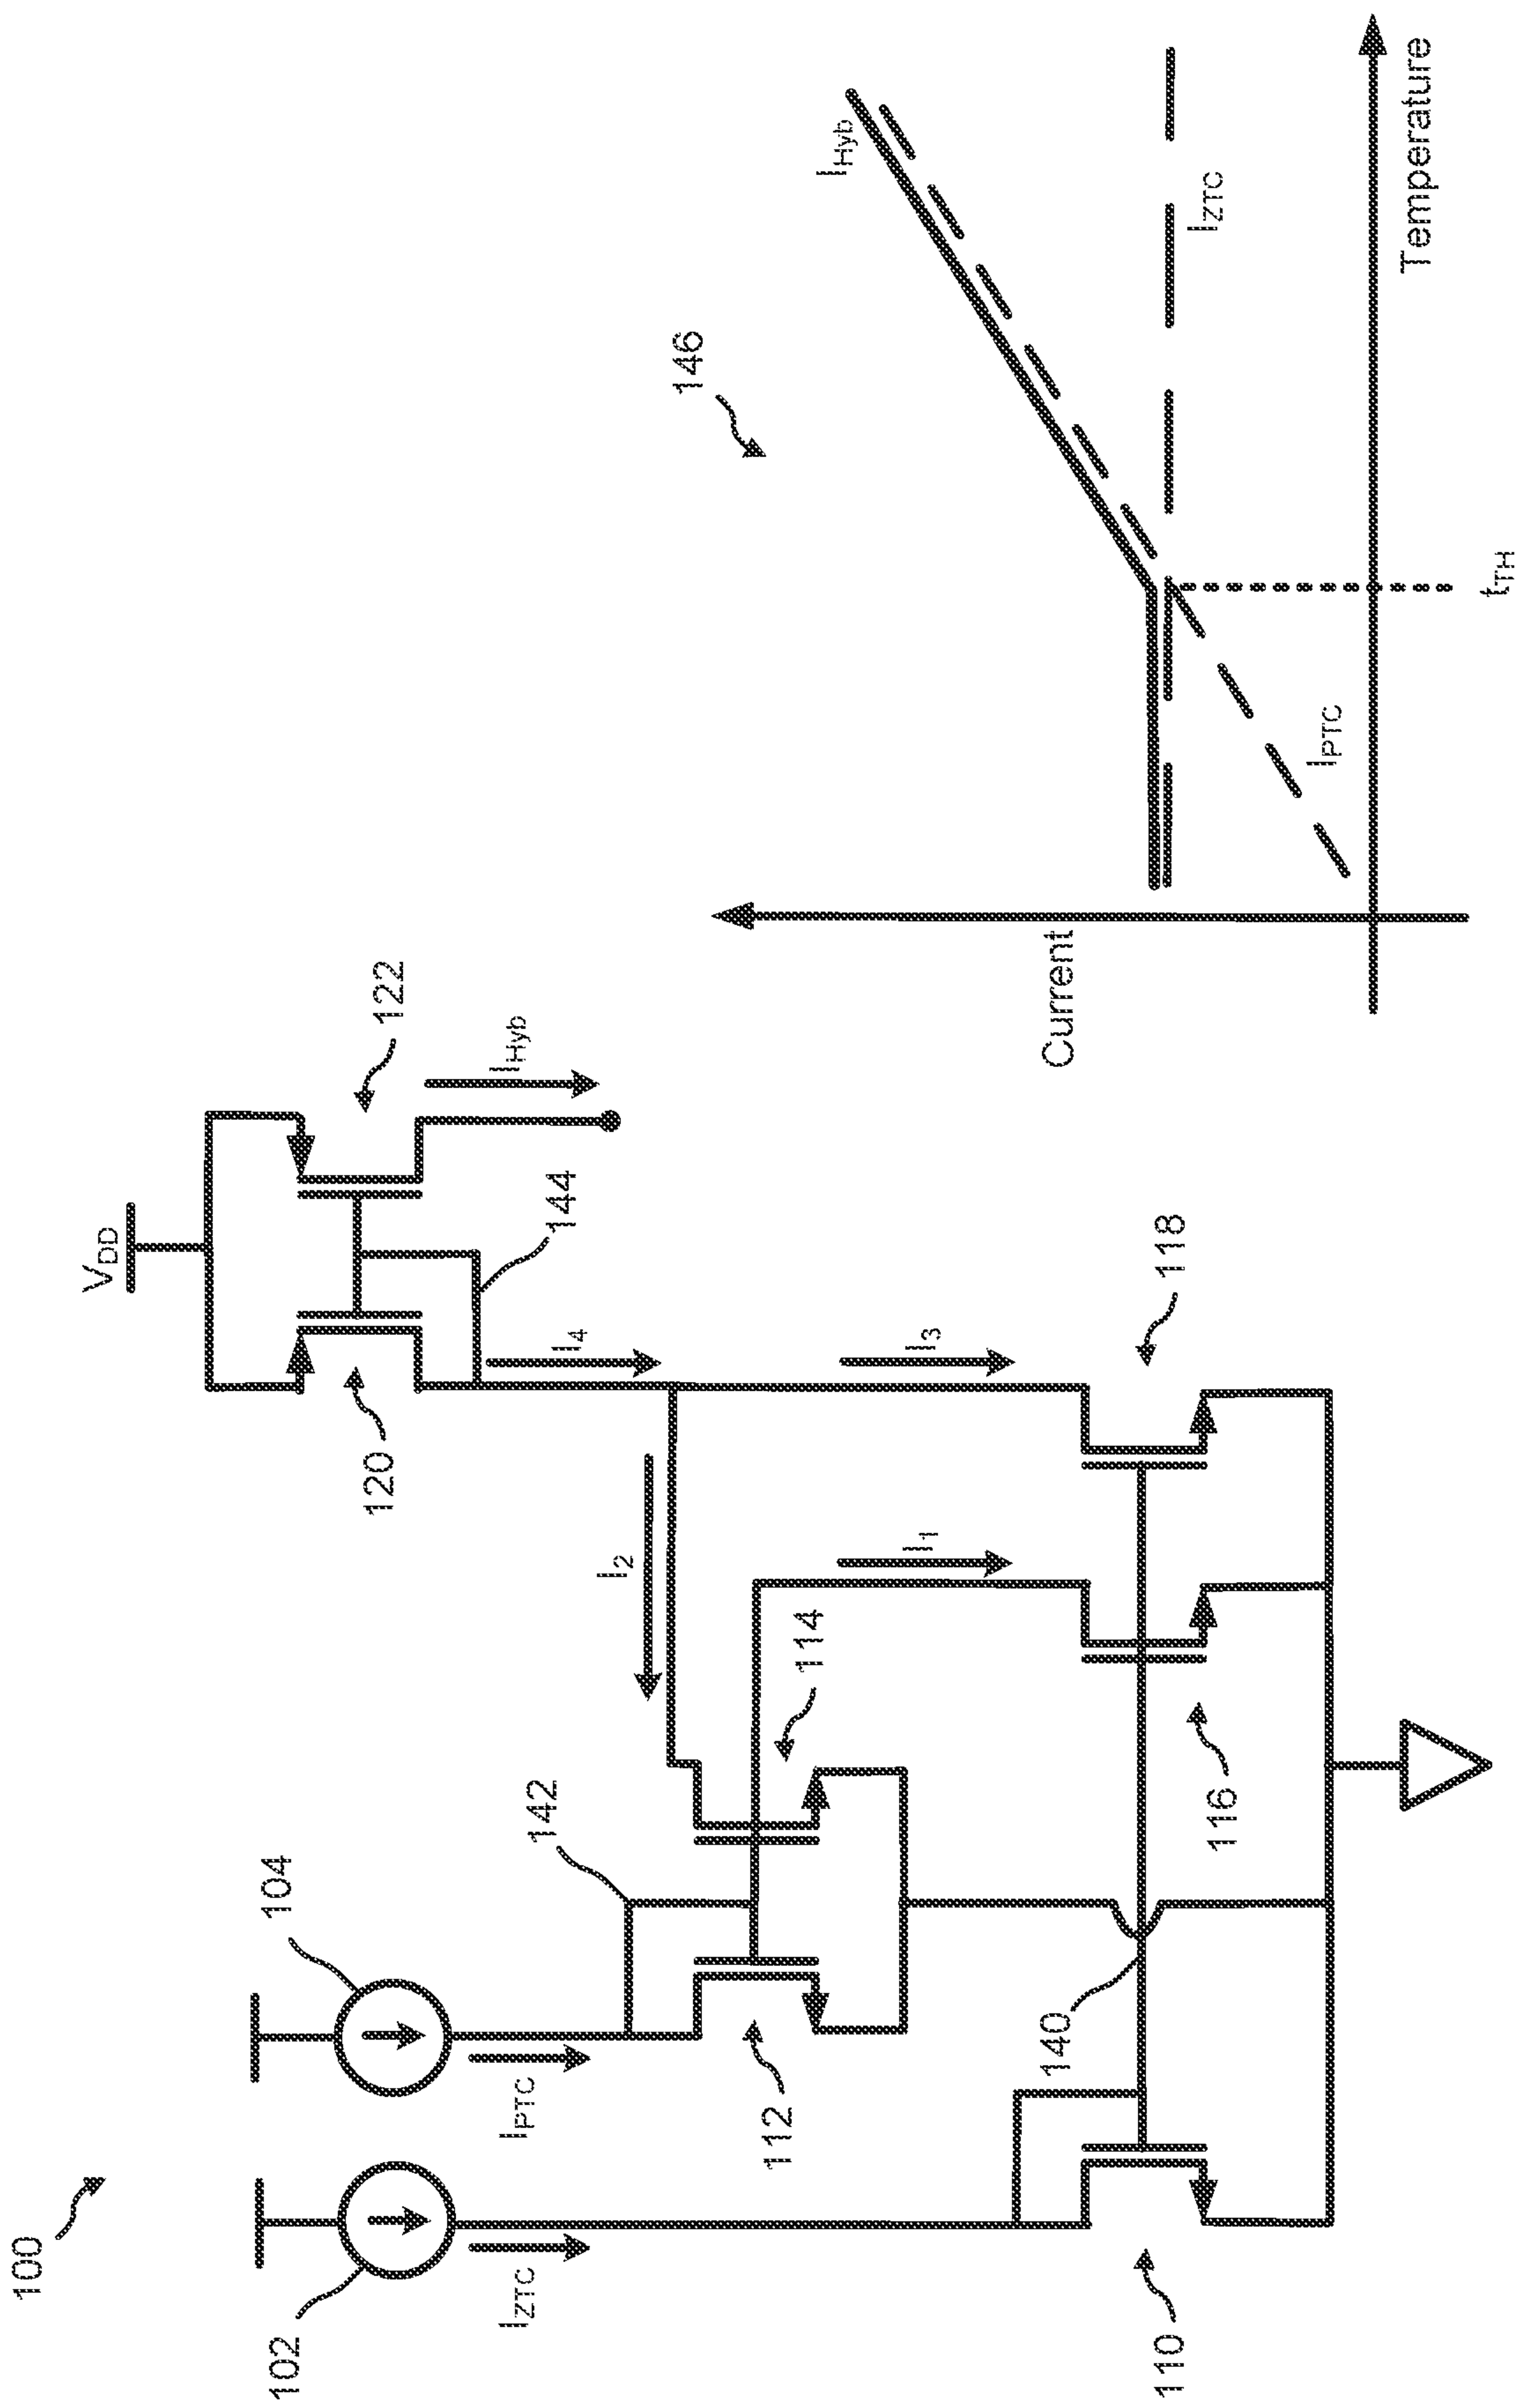 100
102
104
I_ZTC
I_PTC
142
110
112
114
140
116
118
I_1
I_2
I_3
I_4
V_DD
120
122
144
I_Hyb
146
Current
I_Hyb
I_PTC
I_ZTC
t_TH
Temperature